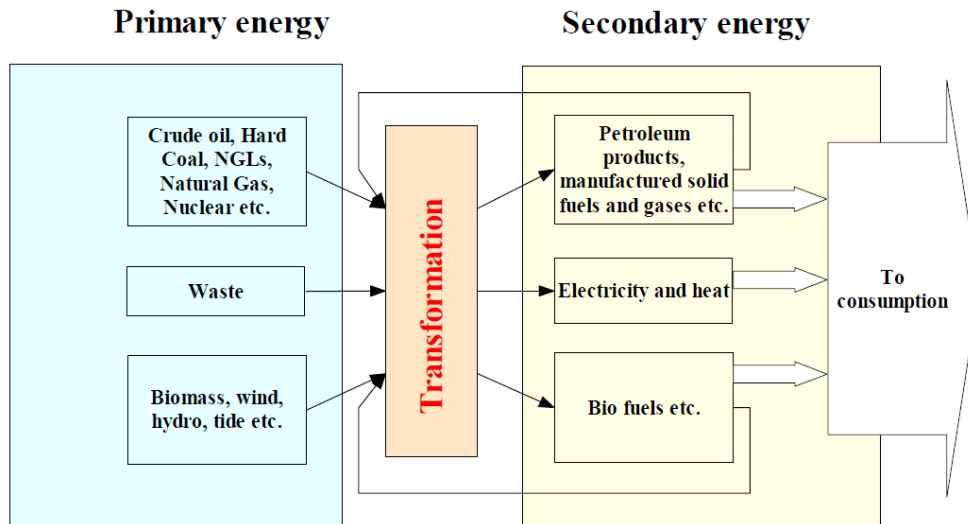 Primary energy
Secondary energy
Crude oil, Hard
Coal, NGLs,
Natural Gas,
Nuclear etc.
Waste
Biomass, wind,
hydro, tide etc.
Transformation
Petroleum
products,
manufactured solid
fuels and gases etc.
Electricity and heat
Bio fuels etc.
To
consumption